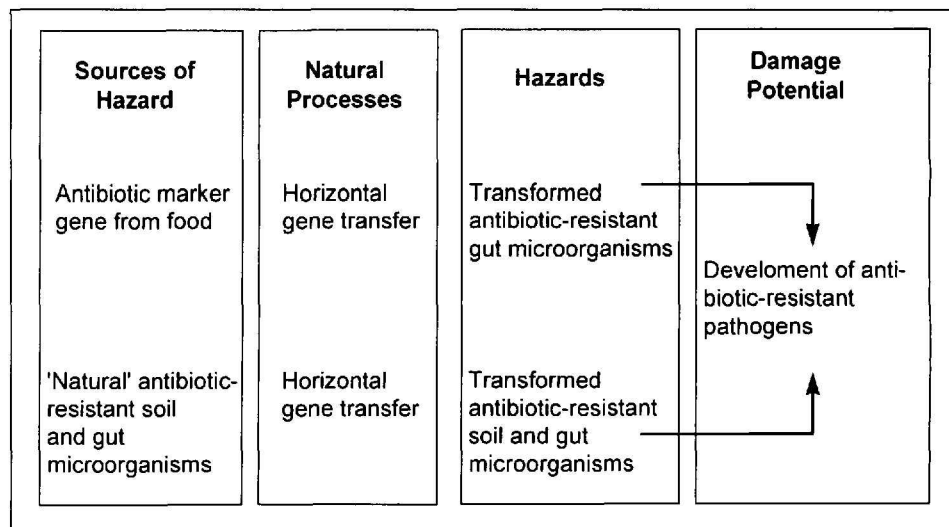 Sources of
Hazard
Antibiotic marker
gene from food
'Natural' antibiotic-
resistant soil
and gut
microorganisms
Natural
Processes
Horizontal
gene transfer
Horizontal
gene transfer
Hazards
Transformed
antibiotic-resistant
gut microorganisms
Transformed
antibiotic-resistant
soil and gut
microorganisms
Damage
Potential
Develoment of anti-
biotic-resistant
pathogens